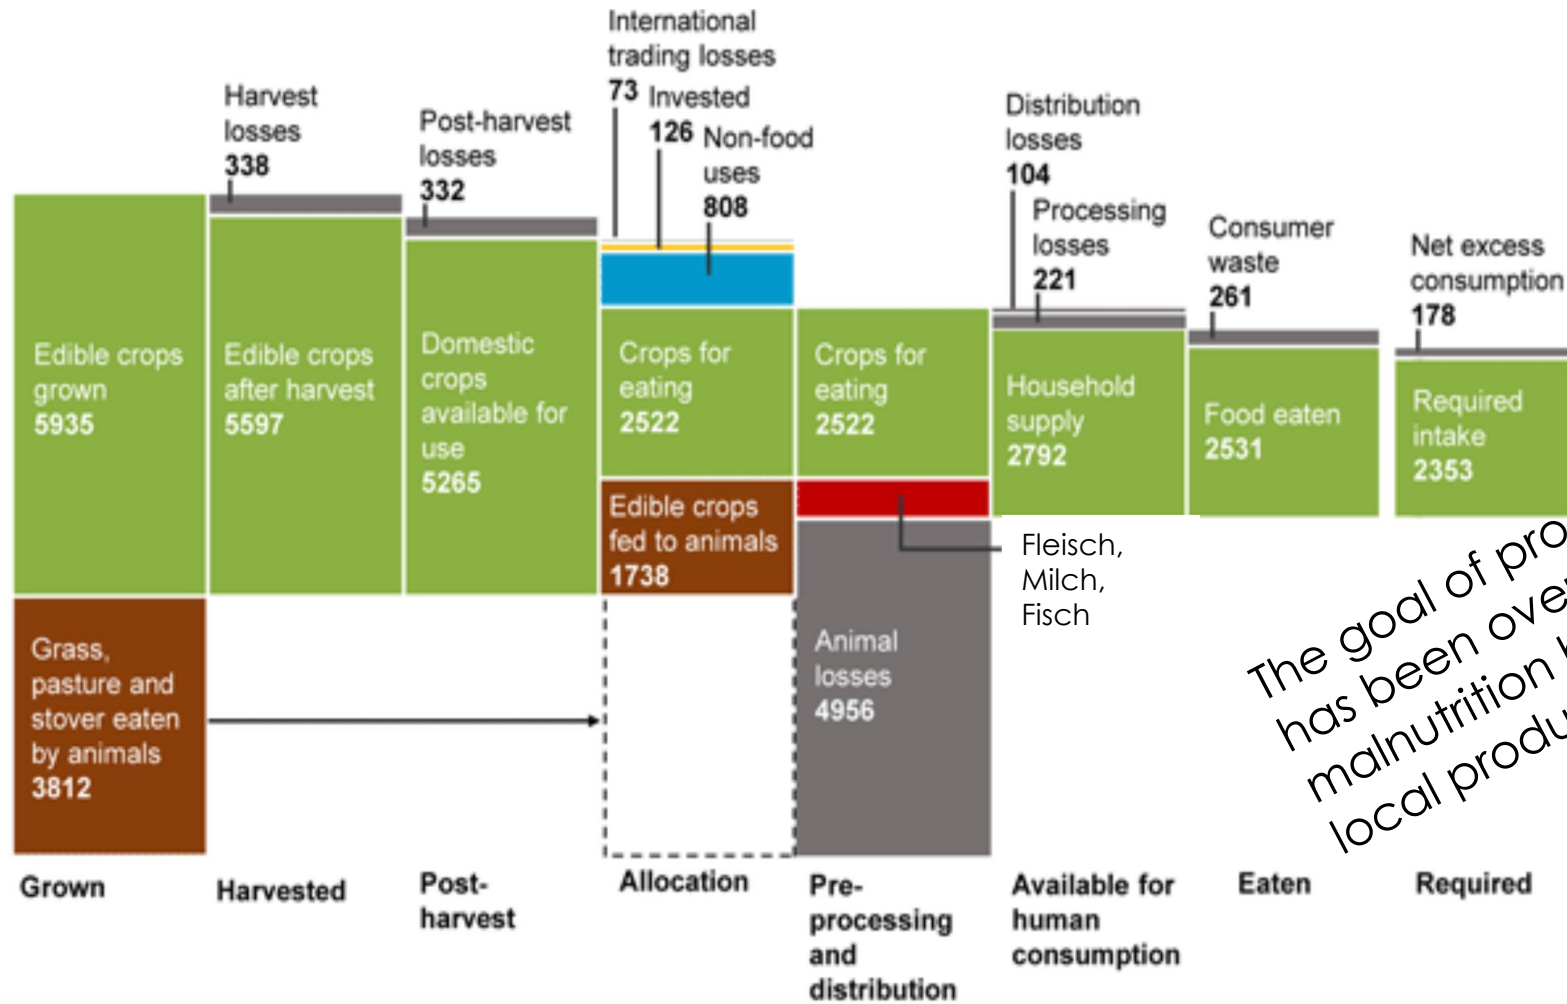 International
trading losses
73
Invested
126
Non-food
uses
808
Harvest
losses
338
Post-harvest
losses
332
Distribution
losses
104
Processing
losses
221
Consumer
waste
261
Net excess
consumption
178
Edible crops
grown
5935
Edible crops
after harvest
5597
Domestic
crops
available for
use
5265
Crops for
eating
2522
Crops for
eating
2522
Household
supply
2792
Food eaten
2531
Required
intake
2353
Edible crops
fed to animals
1738
Fleisch,
Milch,
Fisch
Grass,
pasture and
stover eaten
by animals
3812
Animal
losses
4956
The goal of
has been
malnutrition
local
Grown
Harvested
Post-
harvest
Allocation
Pre-
processing
and
distribution
Available for
human
consumption
Eaten
Required